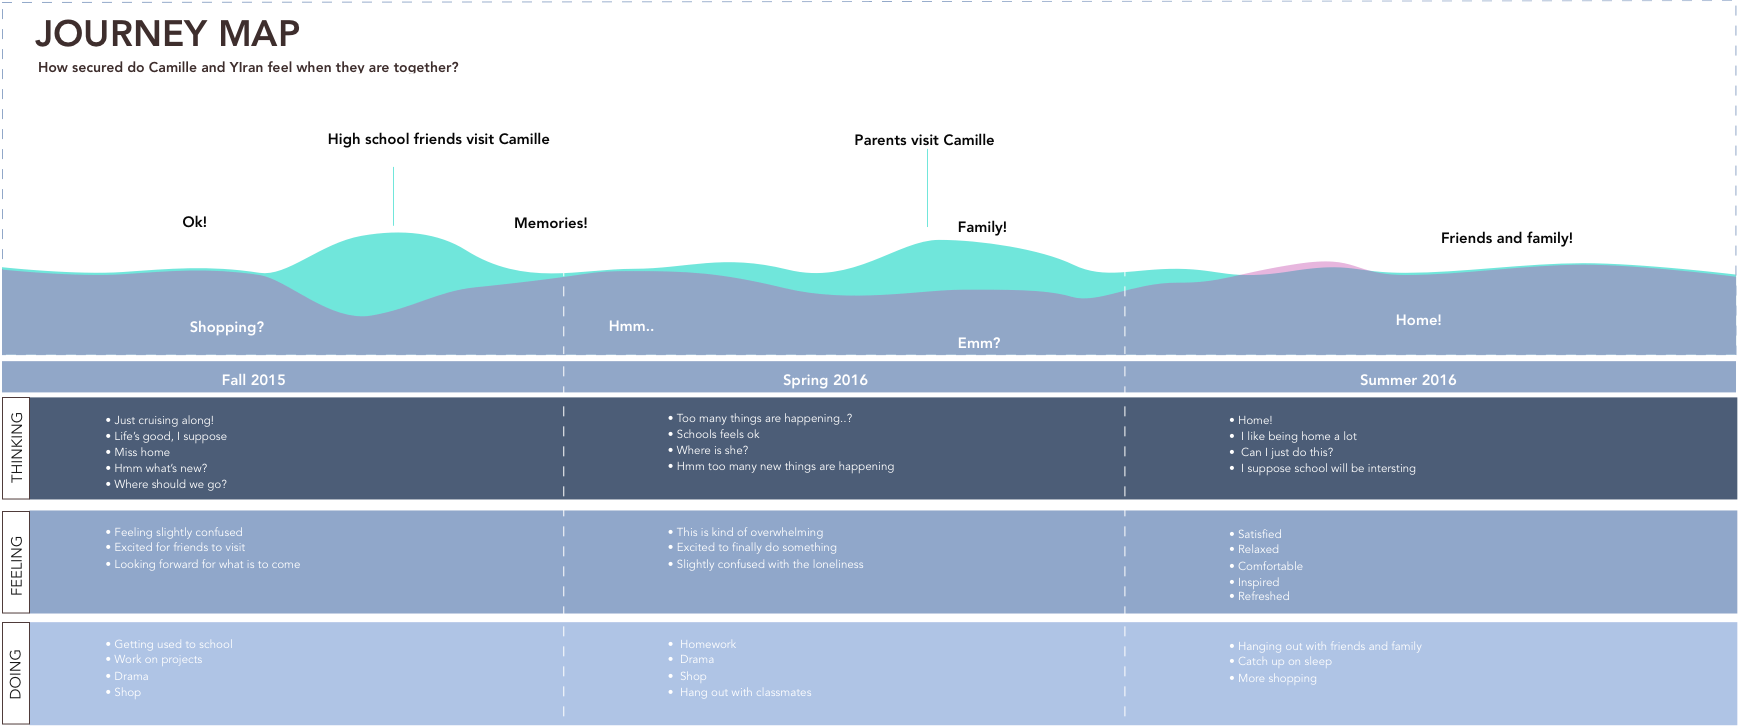 JOURNEY MAP
How secured do Camille and YIran feel when they are together?
High school friends visit Camille
Parents visit Camille
Ok!
Memories!
Family!
Friends and family!
Shopping?
Hmm..
Emm?
Home!
Fall 2015
Spring 2016
Summer 2016
THINKING
• Just cruising along!
• Life's good, I suppose
• Miss home
• Hmm what's new?
• Where should we go?
• Too many things are happening..?
• Schools feels ok
• Where is she?
• Hmm too many new things are happening
• Home!
• I like being home a lot
• Can I just do this?
• I suppose school will be intersting
FEELING
• Feeling slightly confused
• Excited for friends to visit
• Looking forward for what is to come
• This is kind of overwhelming
• Excited to finally do something
• Slightly confused with the loneliness
• Satisfied
• Relaxed
• Comfortable
• Inspired
• Refreshed
DOING
• Getting used to school
• Work on projects
• Drama
• Shop
• Homework
• Drama
• Shop
• Hang out with classmates
• Hanging out with friends and family
• Catch up on sleep
• More shopping